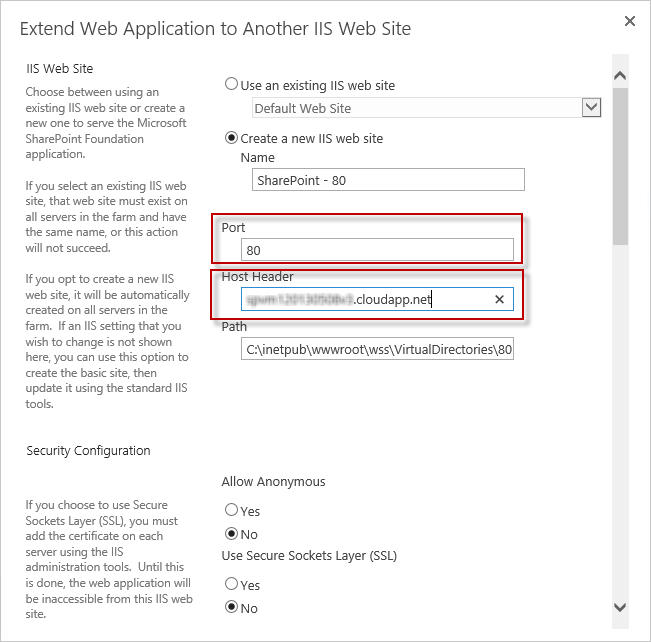 Extend Web Application to Another IIS Web Site
IIS Web Site
Choose between using an
existing IIS web site or create a
new one to serve the Microsoft
SharePoint Foundation
application.
If you select an existing IIS web
site, that web site must exist on
all servers in the farm and have
the same name, or this action
will not succeed.
If you opt to create a new IIS
web site, it will be automatically
created on all servers in the
farm. If an IIS setting that you
wish to change is not shown
here, you can use this option to
create the basic site, then
update it using the standard IIS
tools.
Use an existing IIS web site
Default Web Site
Create a new IIS web site
Name
SharePoint - 80
Port
80
Host Header
.cloudapp.net
Path
C:\inetpub\wwwroot\wss\VirtualDirectories\80
Security Configuration
If you choose to use Secure
Sockets Layer (SSL), you must
add the certificate on each
server using the IIS
administration tools. Until this
is done, the web application will
be inaccessible from this IIS web
site.
Allow Anonymous
Yes
No
Use Secure Sockets Layer (SSL)
Yes
No